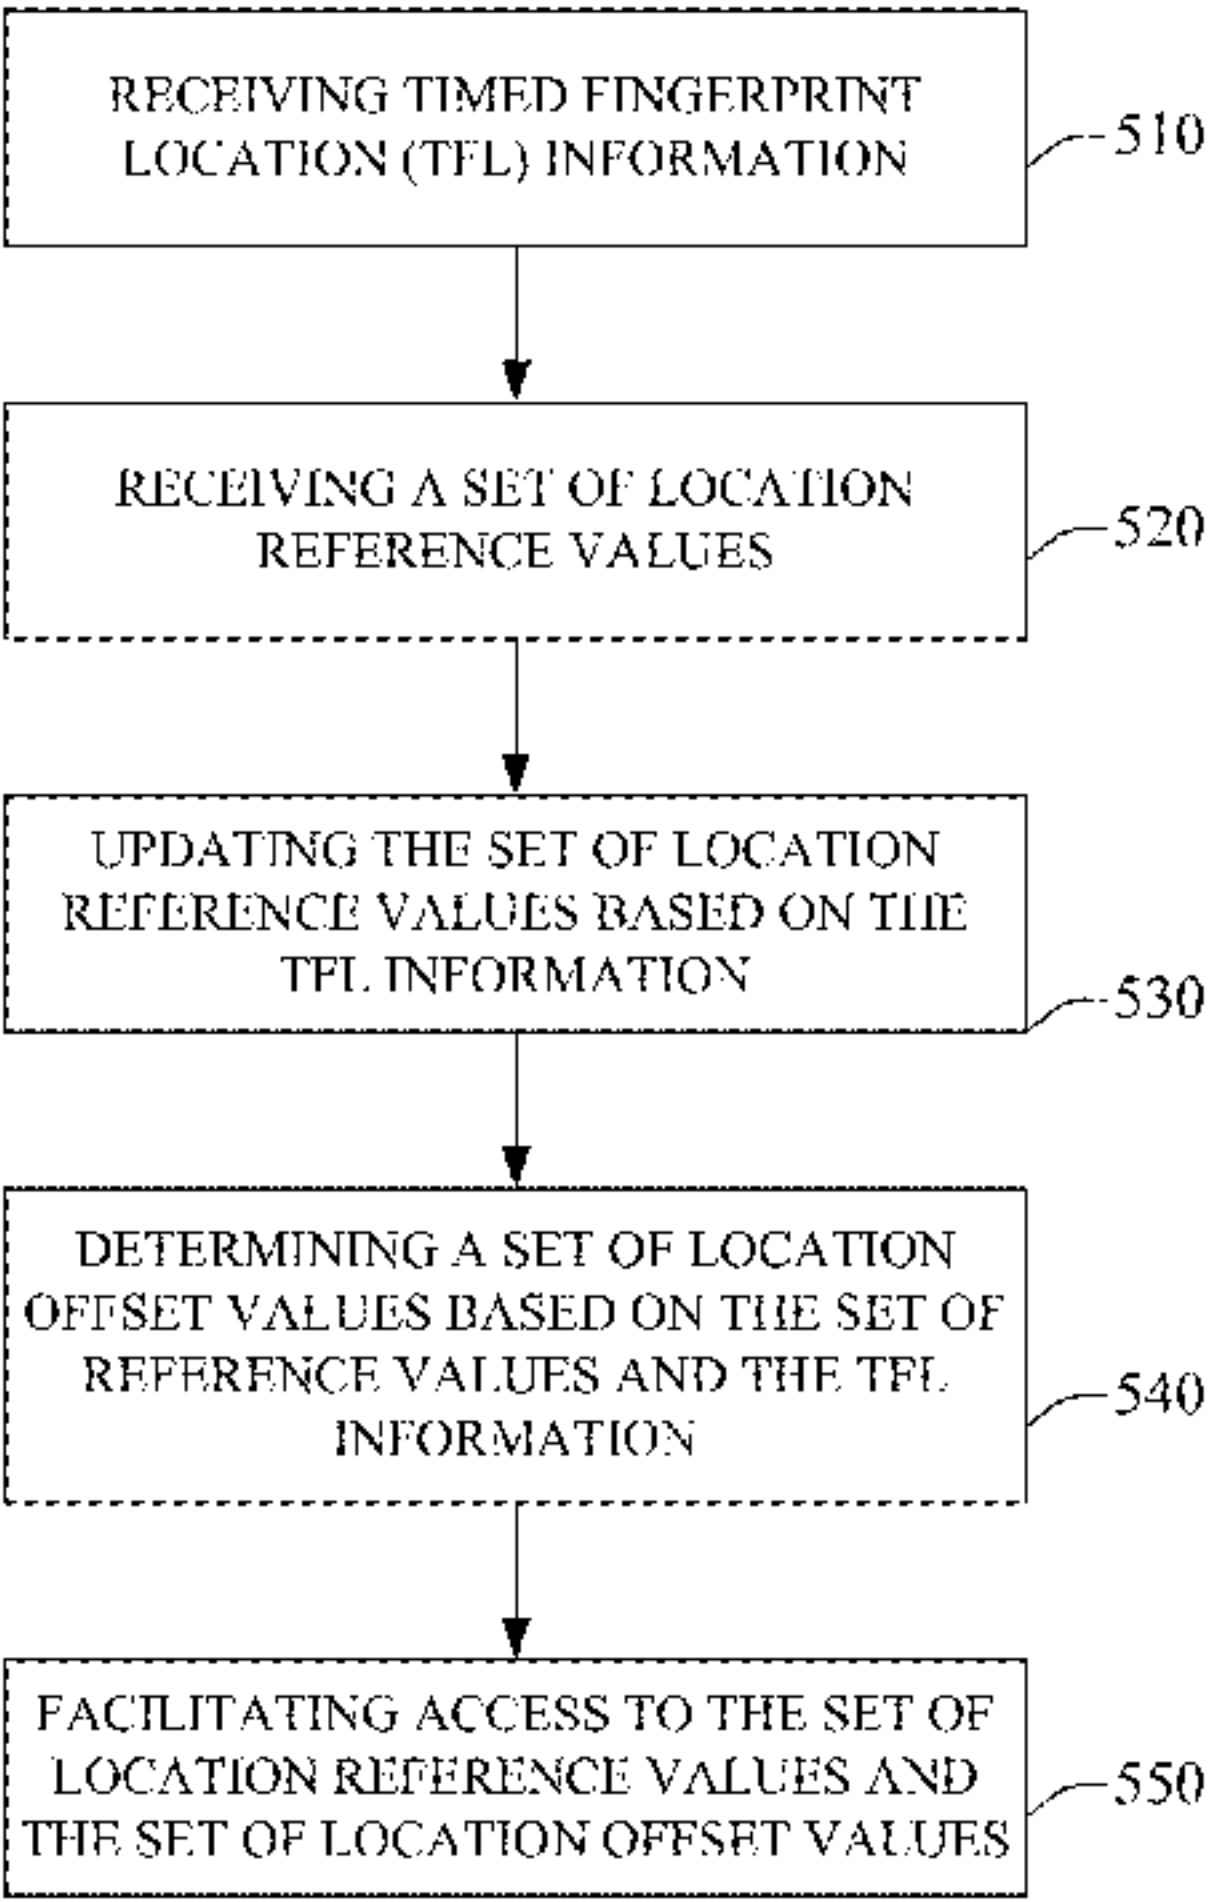 RECEIVING TIMED FINGERPRINT
LOCATION (TFL) INFORMATION
510
RECEIVING A SET OF LOCATION
REFERENCE VALUES
520
UPDATING THE SET OF LOCATION
REFERENCE VALUES BASED ON THE
TFL INFORMATION
530
DETERMINING A SET OF LOCATION
OFFSET VALUES BASED ON THE SET OF
REFERENCE VALUES AND THE TFL
INFORMATION
540
FACILITATING ACCESS TO THE SET OF
LOCATION REFERENCE VALUES AND
THE SET OF LOCATION OFFSET VALUES
550